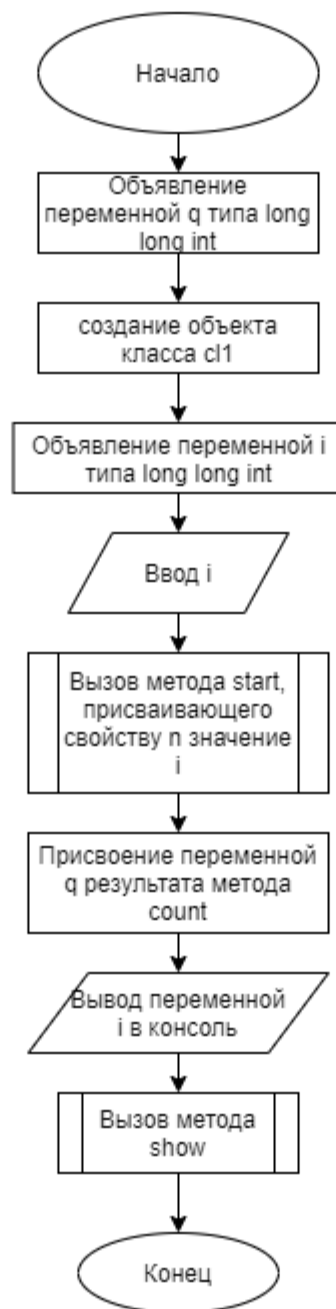 Начало
Объявление
переменной q типа long
long int
создание объекта
класса cl1
Объявление переменной i
типа long long int
Ввод i
Вызов метода start,
присваивающего
свойству n значение
i
Присвоение переменной
q результата метода
count
Вывод переменной
i в консоль
Вызов метода
show
Конец